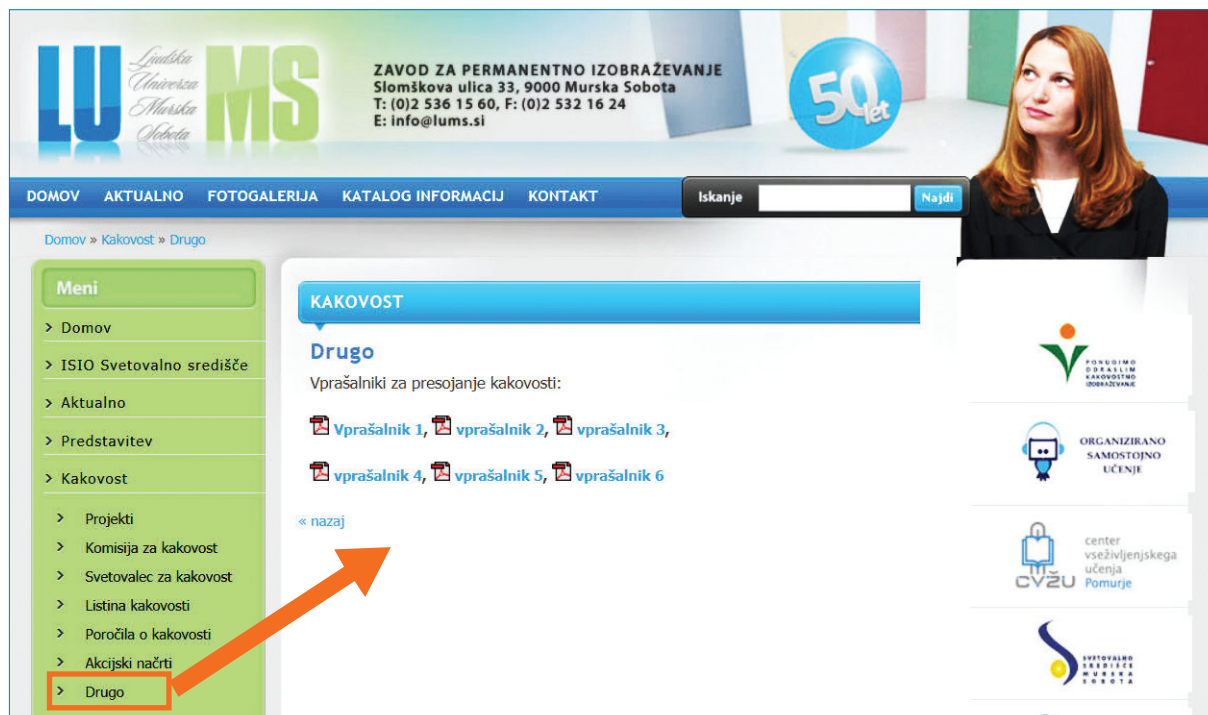 LU MS
Ljudska
Univerza
Murska
Sobota
ZAVOD ZA PERMANENTNO IZOBRAŽEVANJE
Slomškova ulica 33, 9000 Murska Sobota
T: (0)2 536 15 60, F: (0)2 532 16 24
E: info@lums.si
50 let
DOMOV AKTUALNO FOTOGALERIJA KATALOG INFORMACIJ KONTAKT Iskanje Najdi
Domov » Kakovost » Drugo
Meni
> Domov
> ISIO Svetovalno središče
> Aktualno
> Predstavitev
> Kakovost
> Projekti
> Komisija za kakovost
> Svetovalec za kakovost
> Listina kakovosti
> Poročila o kakovosti
> Akcijski načrti
> Drugo
KAKOVOST
Drugo
Vprašalniki za presojanje kakovosti:
Vprašalnik 1, vprašalnik 2, vprašalnik 3,
vprašalnik 4, vprašalnik 5, vprašalnik 6
« nazaj
PONUDIMO
ODRASLIM
KAKOVOSTNO
IZOBRAŽEVANJE
ORGANIZIRANO
SAMOSTOJNO
UČENJE
center
vseživljenjskega
učenja
CVŽU Pomurje
SVETOVALNO
SREDIŠČE
MURSKA
SOBOTA